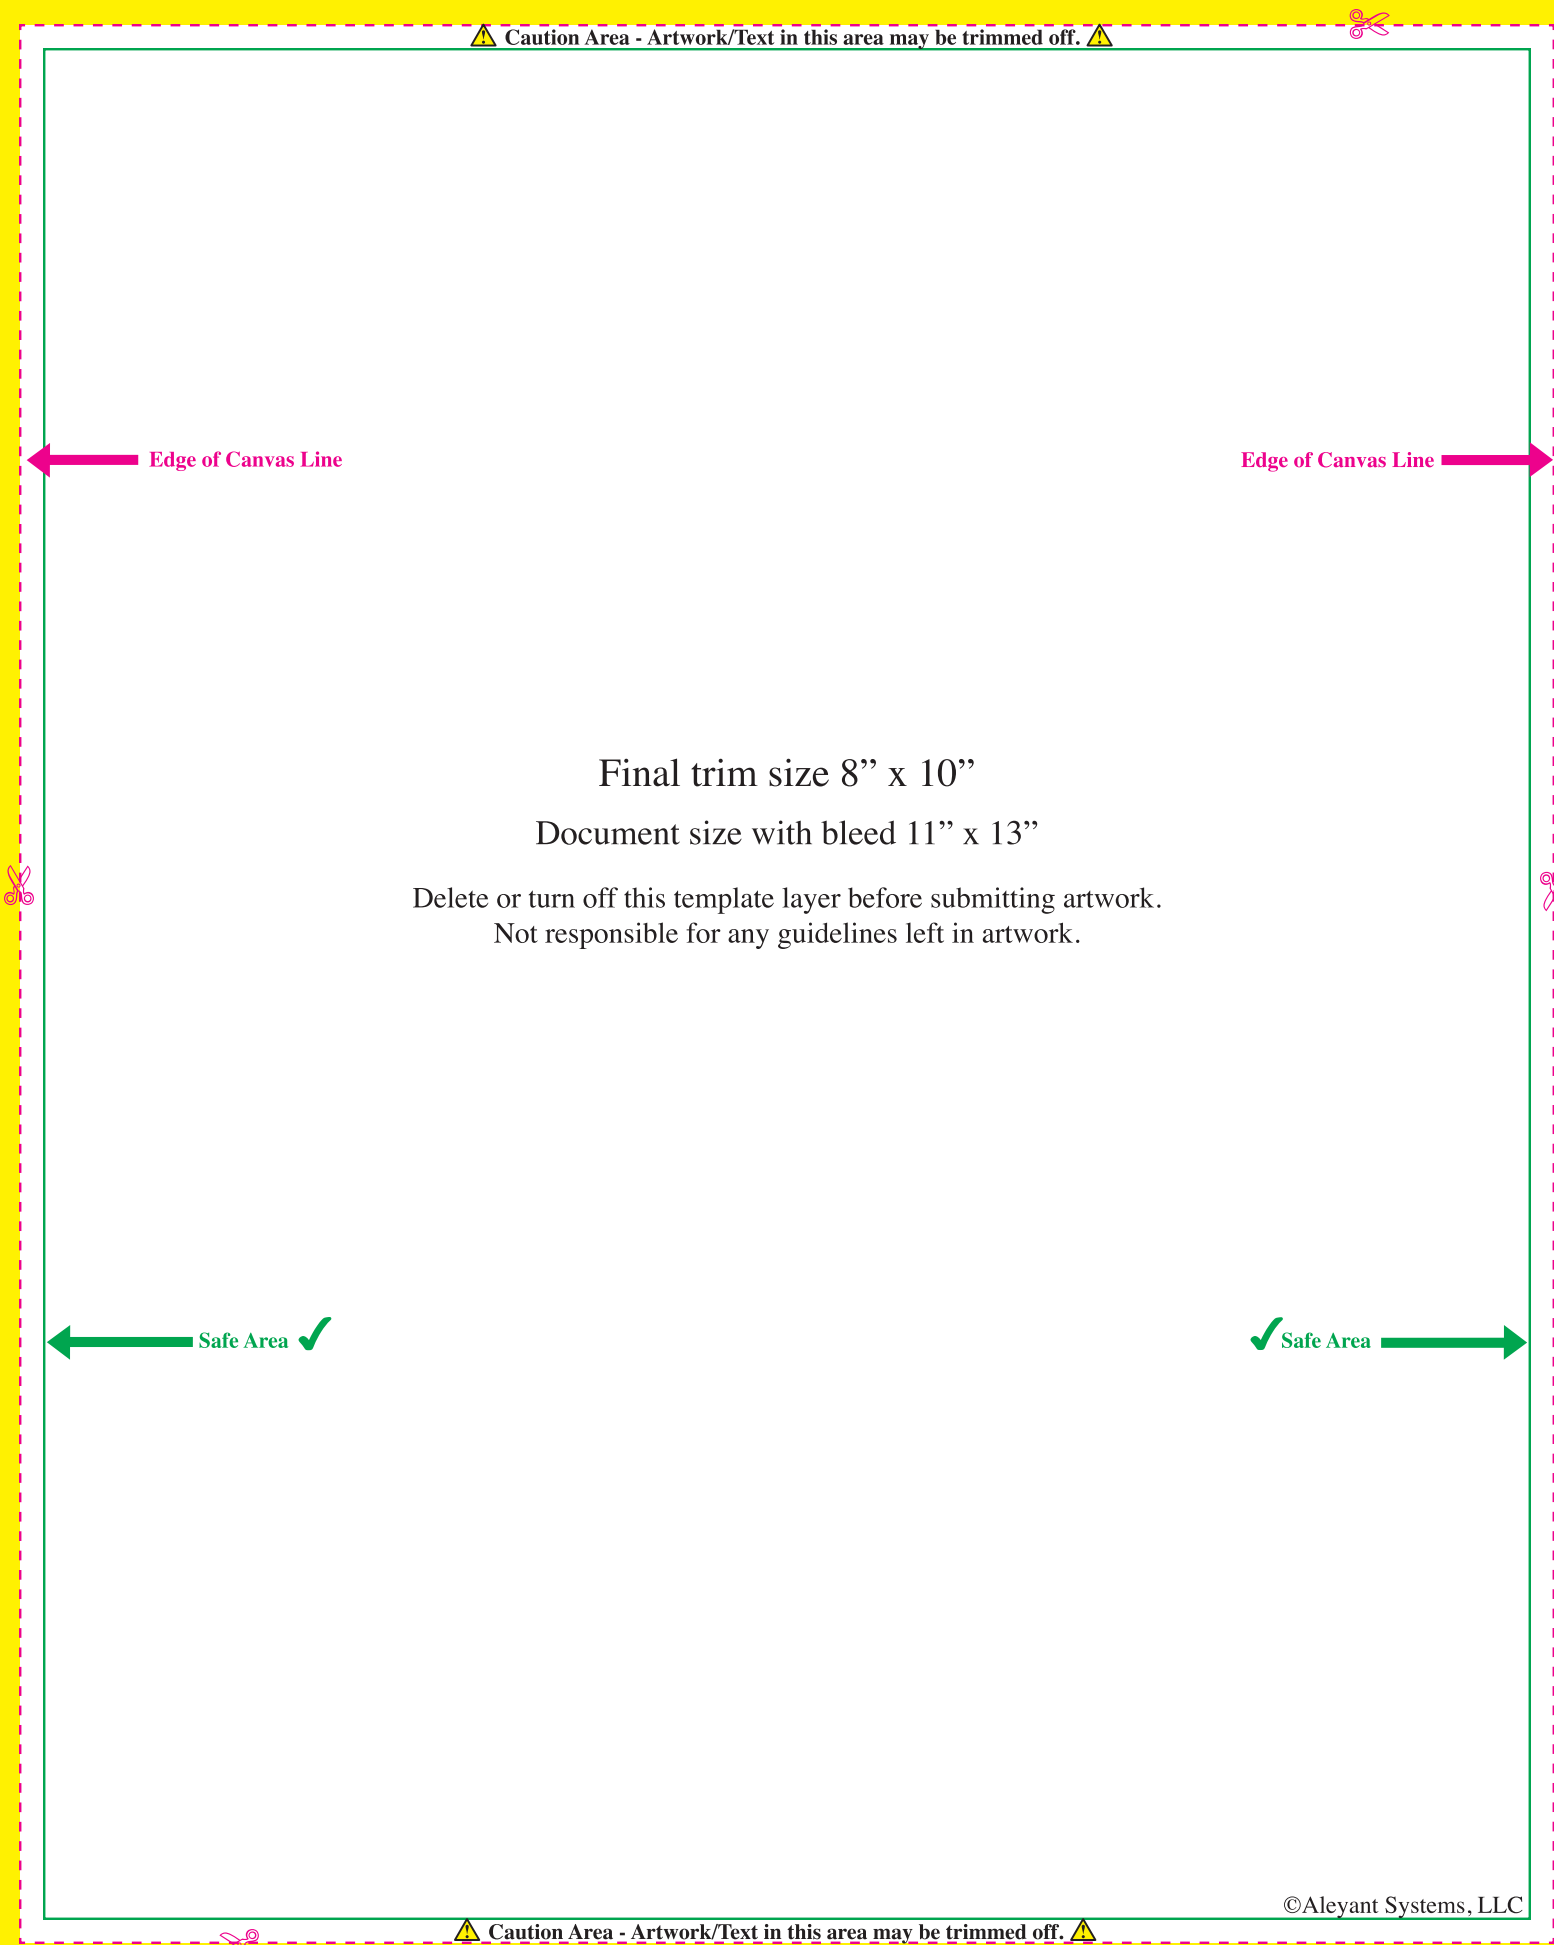 Caution Area - Artwork/Text in this area may be trimmed off.
Edge of Canvas Line
Edge of Canvas Line
Final trim size 8” x 10”
Document size with bleed 11” x 13”
Delete or turn off this template layer before submitting artwork.
Not responsible for any guidelines left in artwork.
Safe Area
Safe Area
©Aleyant Systems, LLC
Caution Area - Artwork/Text in this area may be trimmed off.